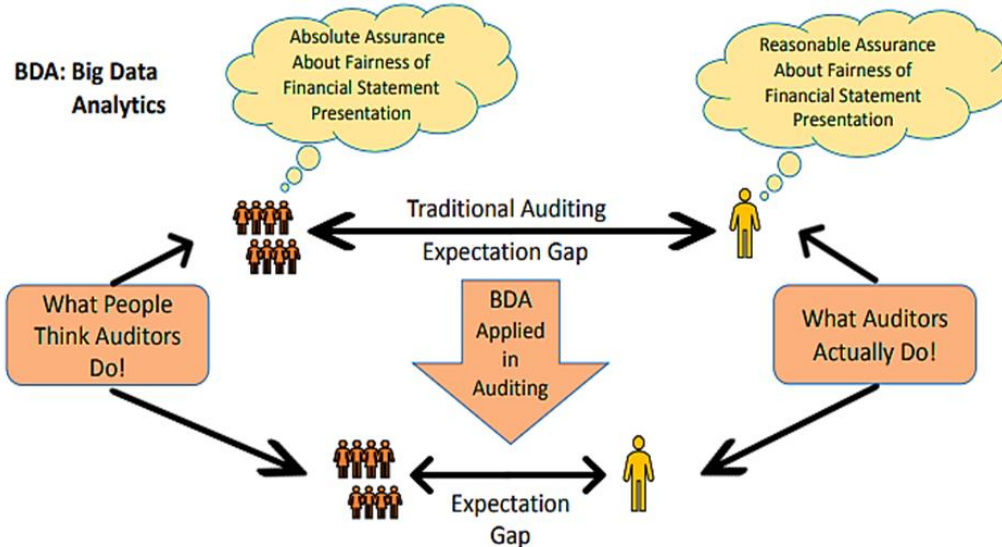 BDA: Big Data
Analytics
Absolute Assurance
About Fairness of
Financial Statement
Presentation
Reasonable Assurance
About Fairness of
Financial Statement
Presentation
Traditional Auditing
Expectation Gap
What People
Think Auditors
Do!
BDA
Applied
in
Auditing
What Auditors
Actually Do!
Expectation
Gap